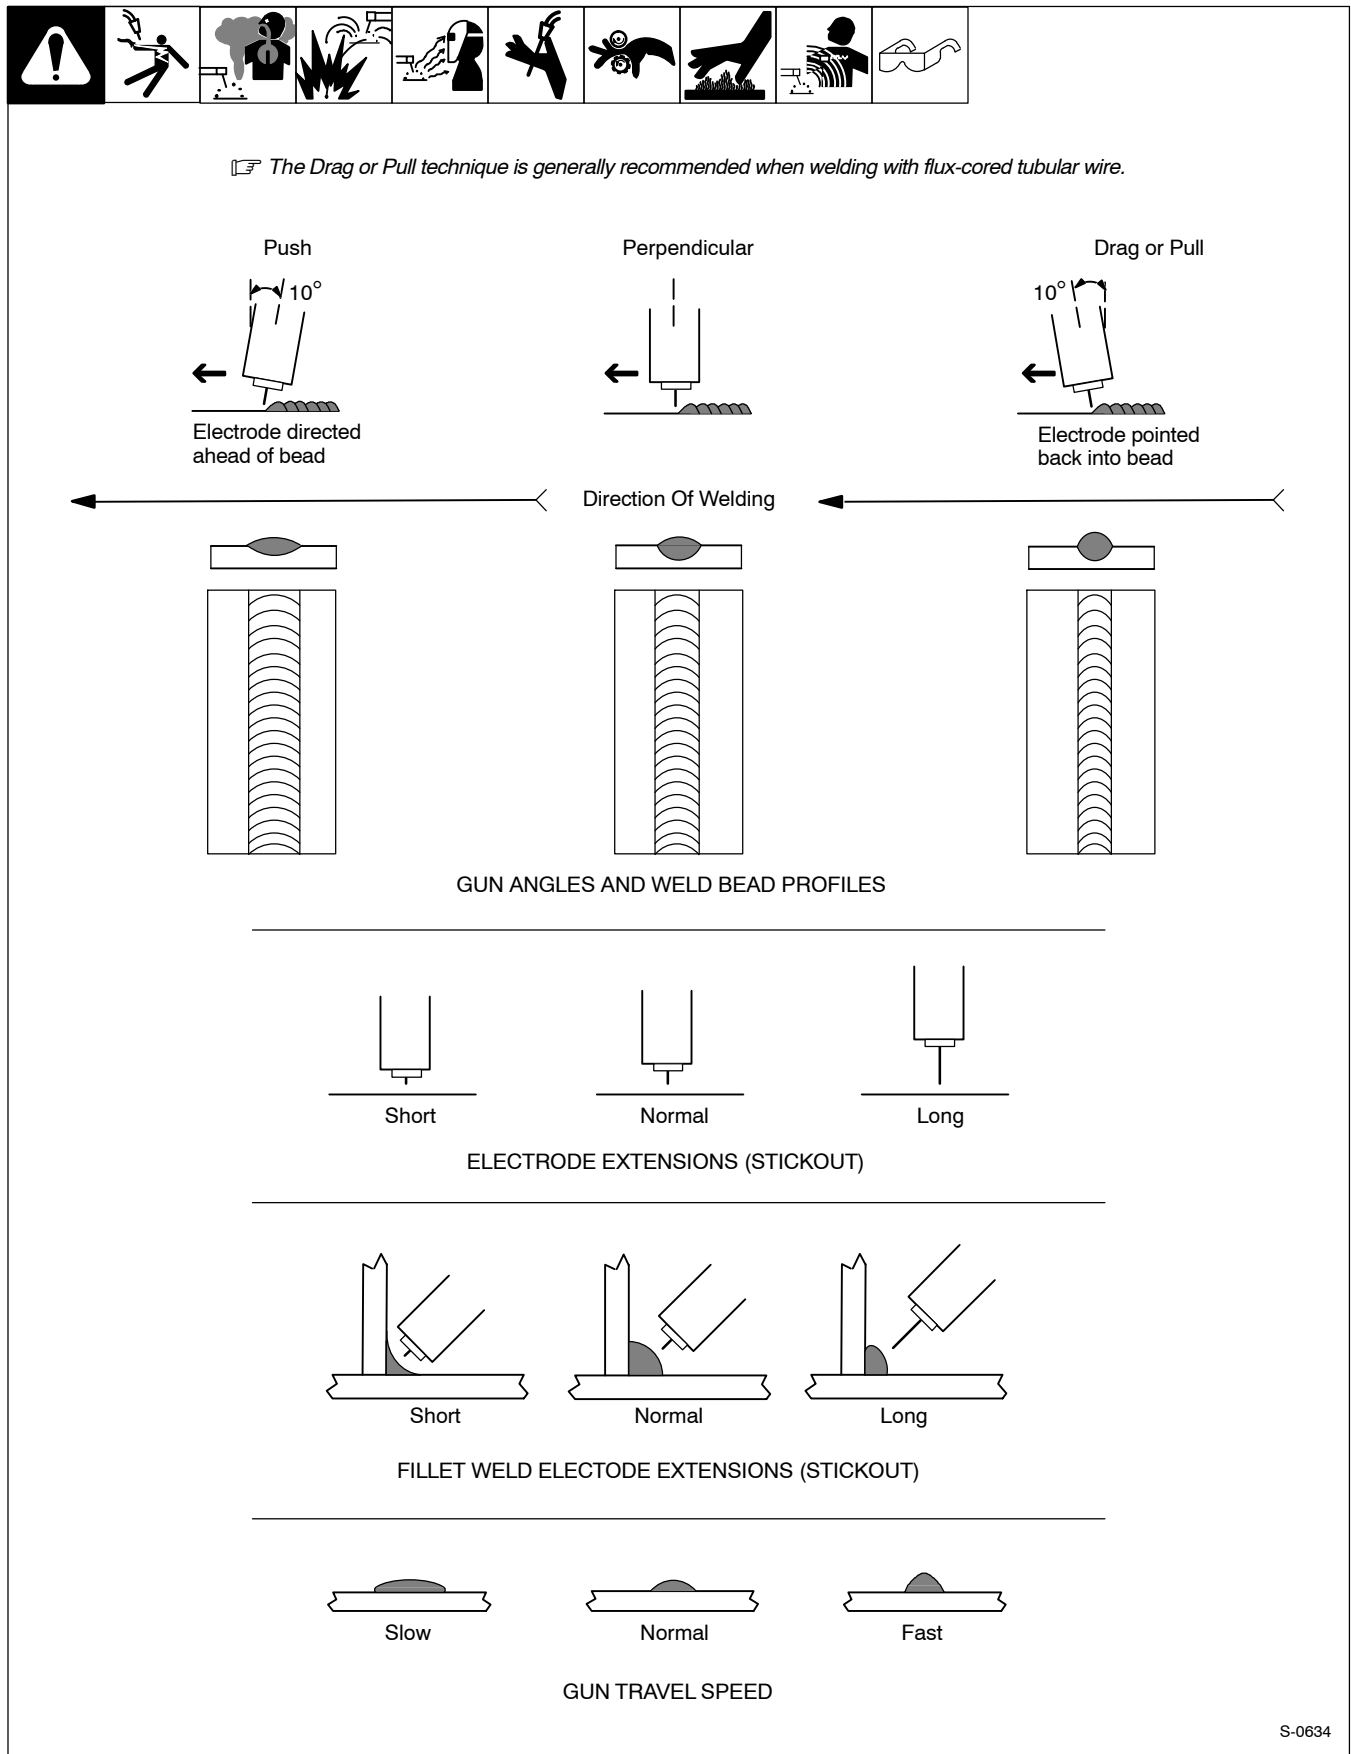 The Drag or Pull technique is generally recommended when welding with flux-cored tubular wire.
Push
Perpendicular
Drag or Pull
10°
10°
Electrode directed
ahead of bead
Electrode pointed
back into bead
Direction Of Welding
GUN ANGLES AND WELD BEAD PROFILES
Short
Normal
Long
ELECTRODE EXTENSIONS (STICKOUT)
Short
Normal
Long
FILLET WELD ELECTODE EXTENSIONS (STICKOUT)
Slow
Normal
Fast
GUN TRAVEL SPEED
S-0634